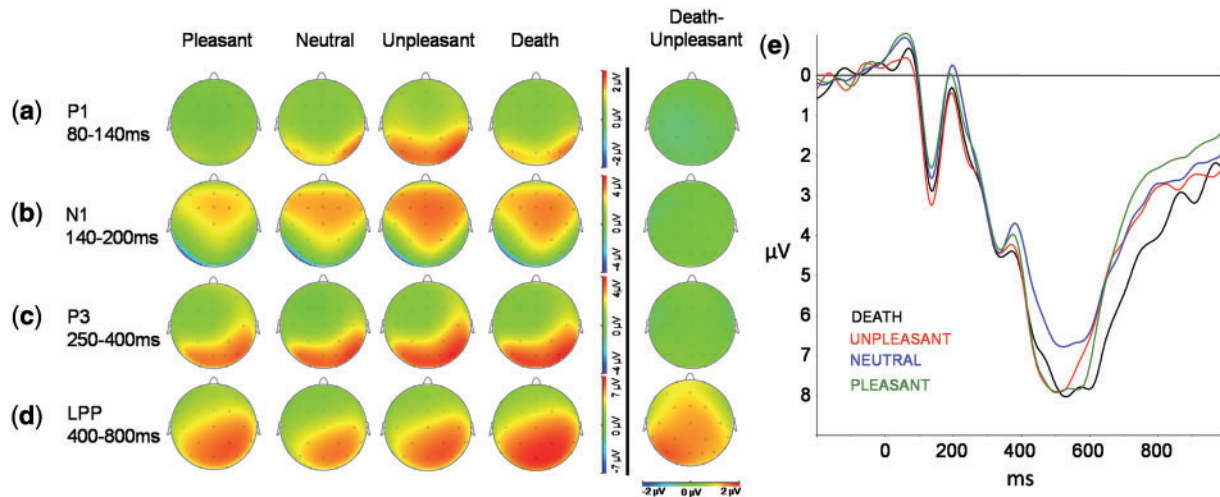 Death-
Pleasant Neutral Unpleasant Death Unpleasant
(a) P1
80-140ms
2 µV
0 µV
-2 µV
(b) N1
140-200ms
4 µV
0 µV
-4 µV
(c) P3
250-400ms
4µV
0 µV
-4 µV
(d) LPP
400-800ms
7 µV
0 µV
-7 µV
-2 µV 0 µV 2 µV
(e)
0
1
2
3
4
5
6
7
8
µV
DEATH
UNPLEASANT
NEUTRAL
PLEASANT
0 200 400 600 800
ms